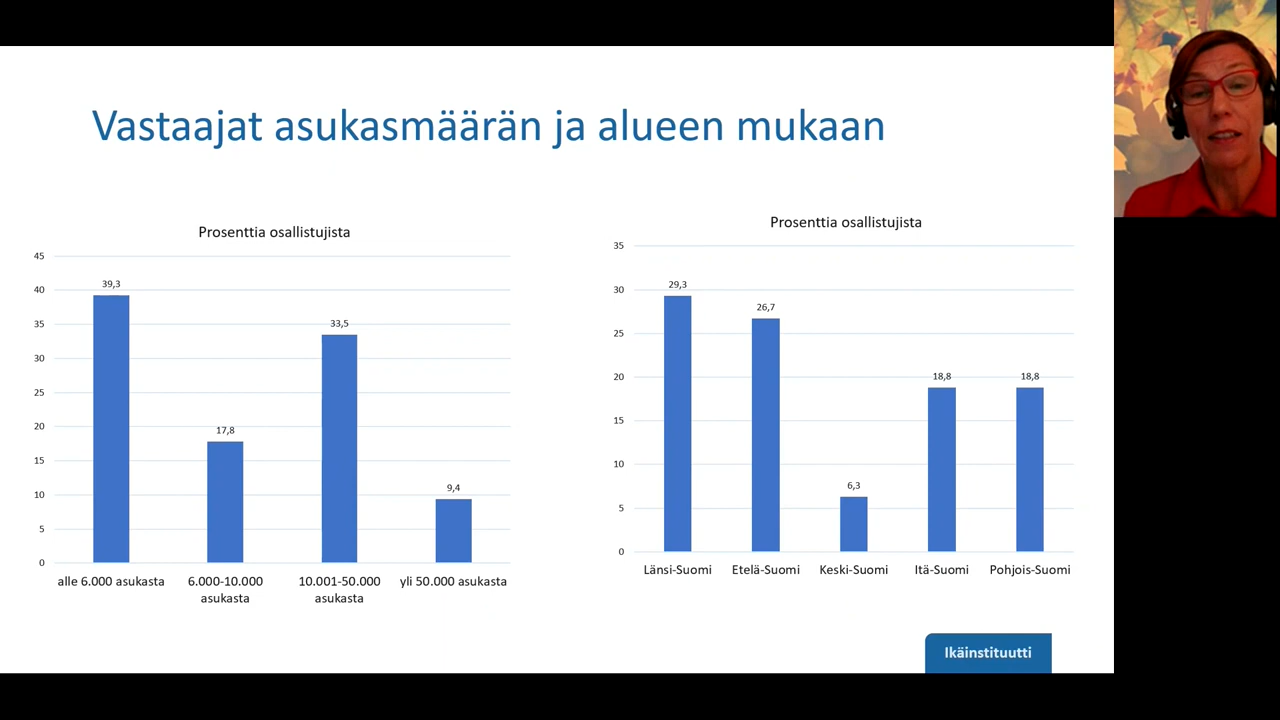 Vastaajat asukasmäärän ja alueen mukaan
Prosenttia osallistujista
45
40
35
30
25
20
15
10
5
0
39,3
17,8
33,5
9,4
alle 6.000 asukasta
6.000-10.000
asukasta
10.001-50.000
asukasta
yli 50.000 asukasta
Prosenttia osallistujista
35
30
25
20
15
10
5
0
29,3
26,7
6,3
18,8
18,8
Länsi-Suomi
Etelä-Suomi
Keski-Suomi
Itä-Suomi
Pohjois-Suomi
Ikäinstituutti